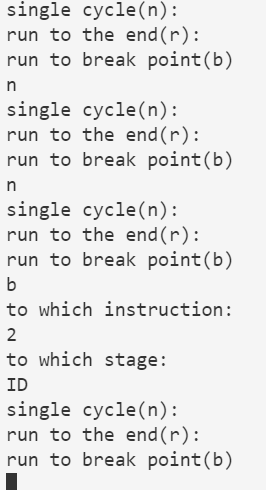 single cycle(n):
run to the end(r):
run to break point(b)
n
single cycle(n):
run to the end(r):
run to break point(b)
n
single cycle(n):
run to the end(r):
run to break point(b)
b
to which instruction:
2
to which stage:
ID
single cycle(n):
run to the end(r):
run to break point(b)